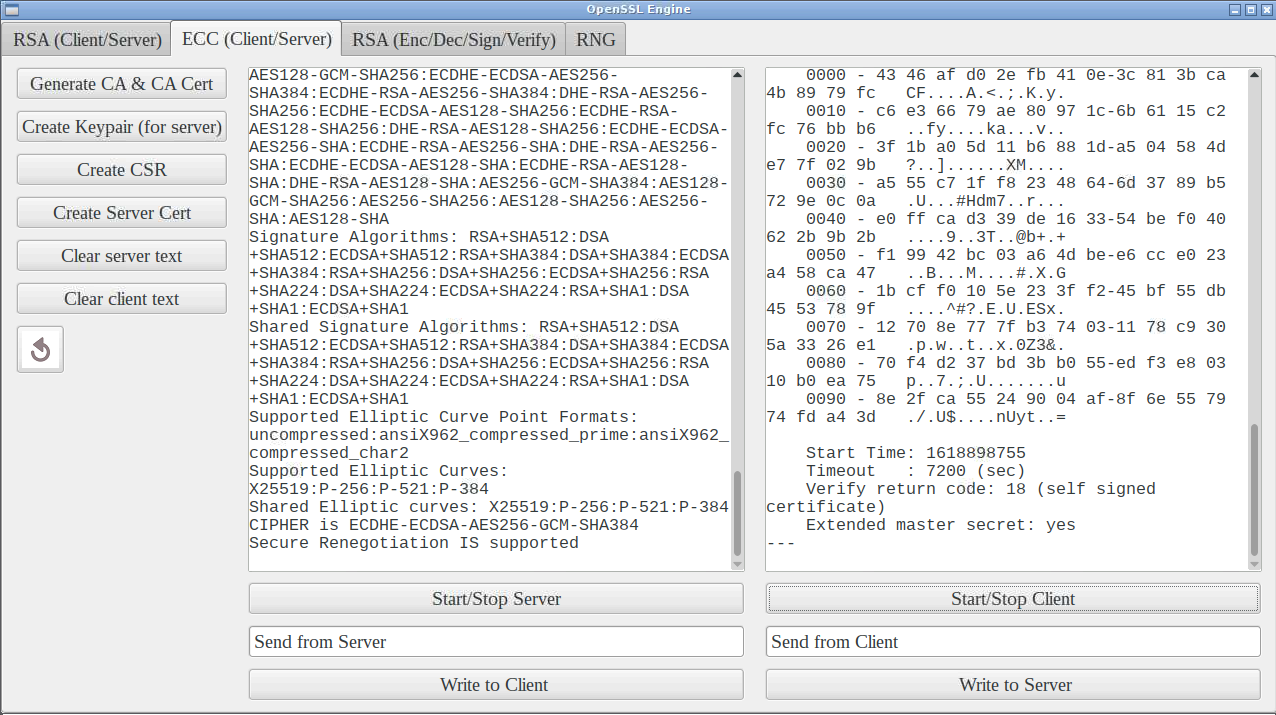 OpenSSL Engine
RSA (Client/Server)
ECC (Client/Server)
RSA (Enc/Dec/Sign/Verify)
RNG
Generate CA & CA Cert
Create Keypair (for server)
Create CSR
Create Server Cert
Clear server text
Clear client text
AES128-GCM-SHA256:ECDHE-ECDSA-AES256-
SHA384:ECDHE-RSA-AES256-SHA384:DHE-RSA-AES256-
SHA256:ECDHE-ECDSA-AES128-SHA256:ECDHE-RSA-
AES128-SHA256:DHE-RSA-AES128-SHA256:ECDHE-ECDSA-
AES256-SHA:ECDHE-RSA-AES256-SHA:DHE-RSA-AES256-
SHA:ECDHE-ECDSA-AES128-SHA:ECDHE-RSA-AES128-
SHA:DHE-RSA-AES128-SHA:AES256-GCM-SHA384:AES128-
GCM-SHA256:AES256-SHA256:AES128-SHA256:AES256-
SHA:AES128-SHA
Signature Algorithms: RSA+SHA512:DSA
+SHA512:ECDSA+SHA512:RSA+SHA384:DSA+SHA384:ECDSA
+SHA384:RSA+SHA256:DSA+SHA256:ECDSA+SHA256:RSA
+SHA224:DSA+SHA224:ECDSA+SHA224:RSA+SHA1:DSA
+SHA1:ECDSA+SHA1
Shared Signature Algorithms: RSA+SHA512:DSA
+SHA512:ECDSA+SHA512:RSA+SHA384:DSA+SHA384:ECDSA
+SHA384:RSA+SHA256:DSA+SHA256:ECDSA+SHA256:RSA
+SHA224:DSA+SHA224:ECDSA+SHA224:RSA+SHA1:DSA
+SHA1:ECDSA+SHA1
Supported Elliptic Curve Point Formats:
uncompressed:ansiX962_compressed_prime:ansiX962_
compressed_char2
Supported Elliptic Curves:
X25519:P-256:P-521:P-384
Shared Elliptic curves: X25519:P-256:P-521:P-384
CIPHER is ECDHE-ECDSA-AES256-GCM-SHA384
Secure Renegotiation IS supported
Start/Stop Server
Send from Server
Write to Client
0000 - 43 46 af d0 2e fb 41 0e-3c 81 3b ca
4b 89 79 fc   CF....A.<.;.K.y.
0010 - c6 e3 66 79 ae 80 97 1c-6b 61 15 c2
fc 76 bb b6   ..fy....ka...v..
0020 - 3f 1b a0 5d 11 b6 88 1d-a5 04 58 4d
e7 7f 02 9b   ?..]......XM....
0030 - a5 55 c7 1f f8 23 48 64-6d 37 89 b5
72 9e 0c 0a   .U...#Hdm7..r...
0040 - e0 ff ca d3 39 de 16 33-54 be f0 40
62 2b 9b 2b   ....9..3T..@b+.+
0050 - f1 99 42 bc 03 a6 4d be-e6 cc e0 23
a4 58 ca 47   ..B...M....#.X.G
0060 - 1b cf f0 10 5e 23 3f f2-45 bf 55 db
45 53 78 9f   ....^#?.E.U.ESx.
0070 - 12 70 8e 77 7f b3 74 03-11 78 c9 30
5a 33 26 e1   .p.w..t..x.0Z3&.
0080 - 70 f4 d2 37 bd 3b b0 55-ed f3 e8 03
10 b0 ea 75   p..7.;.U.......u
0090 - 8e 2f ca 55 24 90 04 af-8f 6e 55 79
74 fd a4 3d   ./.U$....nUyt..=
Start Time: 1618898755
Timeout   : 7200 (sec)
Verify return code: 18 (self signed
certificate)
Extended master secret: yes
---
Start/Stop Client
Send from Client
Write to Server